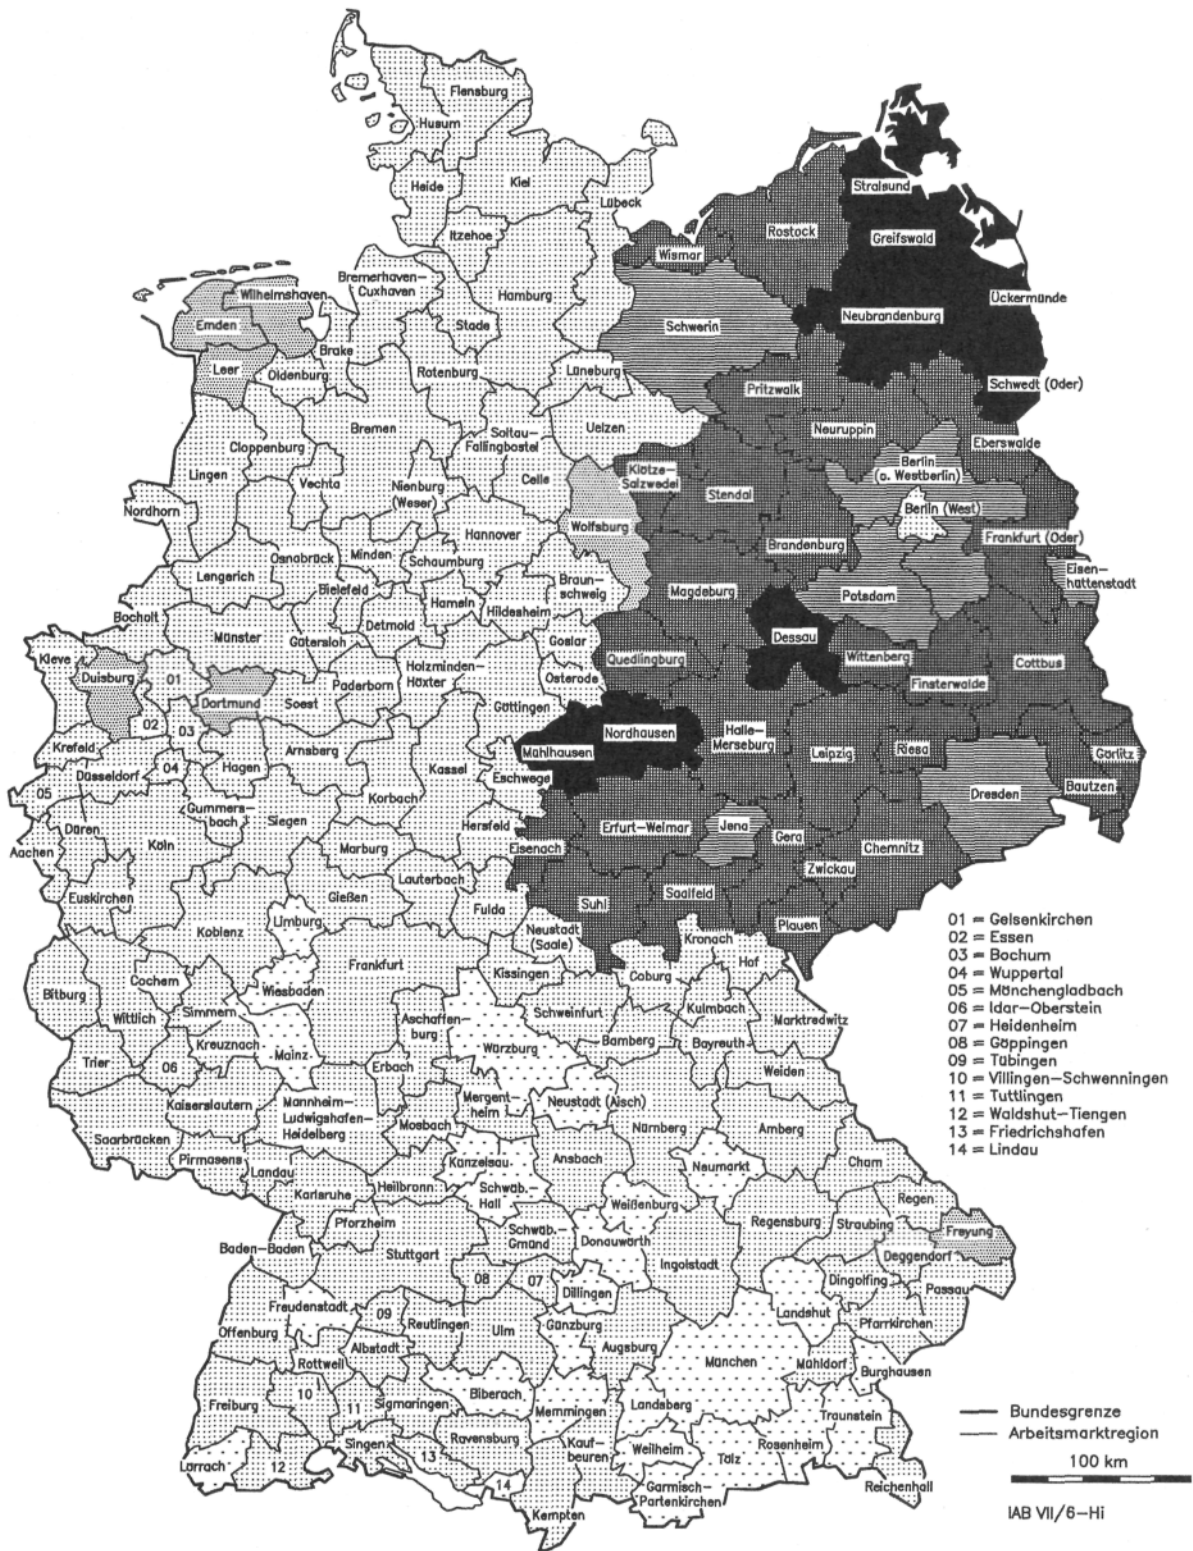 Flensburg
Husum
Heide
Kiel
Lübeck
Itzehoe
Stralsund
Rostock
Greifswald
Wismar
Bremerhaven-
Cuxhaven
Wilhelmshaven
Hamburg
Ückermünde
Emden
Stade
Schwerin
Neubrandenburg
Brake
Leer
Oldenburg
Rotenburg
Lüneburg
Pritzwalk
Schwedt (Oder)
Bremen
Soltau-
Fallingbostel
Uelzen
Neuruppin
Eberswalde
Cloppenburg
Lingen
Vechta
Nienburg
(Weser)
Celle
Klötze-
Salzwedel
Stendal
Berlin
(o. Westberlin)
Berlin (West)
Nordhorn
Wolfsburg
Hannover
Brandenburg
Frankfurt (Oder)
Osnabrück
Minden
Schaumburg
Eisen-
hüttenstadt
Lengerich
Bielefeld
Hameln
Hildesheim
Braun-
schweig
Magdeburg
Potsdam
Bocholt
Münster
Gütersloh
Detmold
Goslar
Dessau
Kleve
Duisburg
01
Holzminden-
Höxter
Quedlingburg
Wittenberg
Cottbus
Paderborn
Osterode
Finsterwalde
Dortmund
Soest
Göttingen
02
03
Nordhausen
Halle-
Merseburg
Krefeld
Arnsberg
Mühlhausen
Leipzig
Riesa
Görlitz
Düsseldorf
04
Hagen
Kassel
Eschwege
05
Korbach
Dresden
Bautzen
Gummers-
bach
Siegen
Düren
Köln
Hersfeld
Erfurt-Weimar
Jena
Gera
Chemnitz
Aachen
Marburg
Eisenach
Zwickau
Lauterbach
Euskirchen
Gießen
Fulda
Suhl
Saalfeld
Limburg
Plauen
Koblenz
Neustadt
(Saale)
Kronach
Hof
Frankfurt
Kissingen
Coburg
Cochem
Bitburg
Wiesbaden
Wittlich
Simmern
Aschaffen-
burg
Schweinfurt
Kulmbach
Marktredwitz
Kreuznach
Mainz
Würzburg
Bamberg
Bayreuth
Trier
06
Erbach
Weiden
Kaiserslautern
Mannheim-
Ludwigshafen-
Heidelberg
Mergent-
heim
Neustadt (Aisch)
Mosbach
Nürnberg
Amberg
Saarbrücken
Pirmasens
Landau
Künzelsau
Ansbach
Neumarkt
Cham
Karlsruhe
Heilbronn
Schwäb.-
Hall
Weißenburg
Regen
Pforzheim
Schwäb.-
Gmünd
Regensburg
Straubing
Freyung
Baden-Baden
Stuttgart
Donauwörth
Deggendorf
Ingolstadt
08
07
Dillingen
Dingolfing
Passau
Freudenstadt
09
Landshut
Reutlingen
Günzburg
Pfarrkirchen
Offenburg
Ulm
Augsburg
Albstadt
Rottweil
München
Mühldorf
Burghausen
10
11
Biberach
Freiburg
Sigmaringen
Memmingen
Landsberg
Traunstein
Ravensburg
Singen
13
Kauf-
beuren
Weilheim
Tölz
Rosenheim
Lörrach
12
14
Garmisch-
Partenkirchen
Reichenhall
Kempten
01 = Gelsenkirchen
02 = Essen
03 = Bochum
04 = Wuppertal
05 = Mönchengladbach
06 = Idar-Oberstein
07 = Heidenheim
08 = Göppingen
09 = Tübingen
10 = Villingen-Schwenningen
11 = Tuttlingen
12 = Waldshut-Tiengen
13 = Friedrichshafen
14 = Lindau
Bundesgrenze
Arbeitsmarktregion
100 km
IAB VII/6-Hi